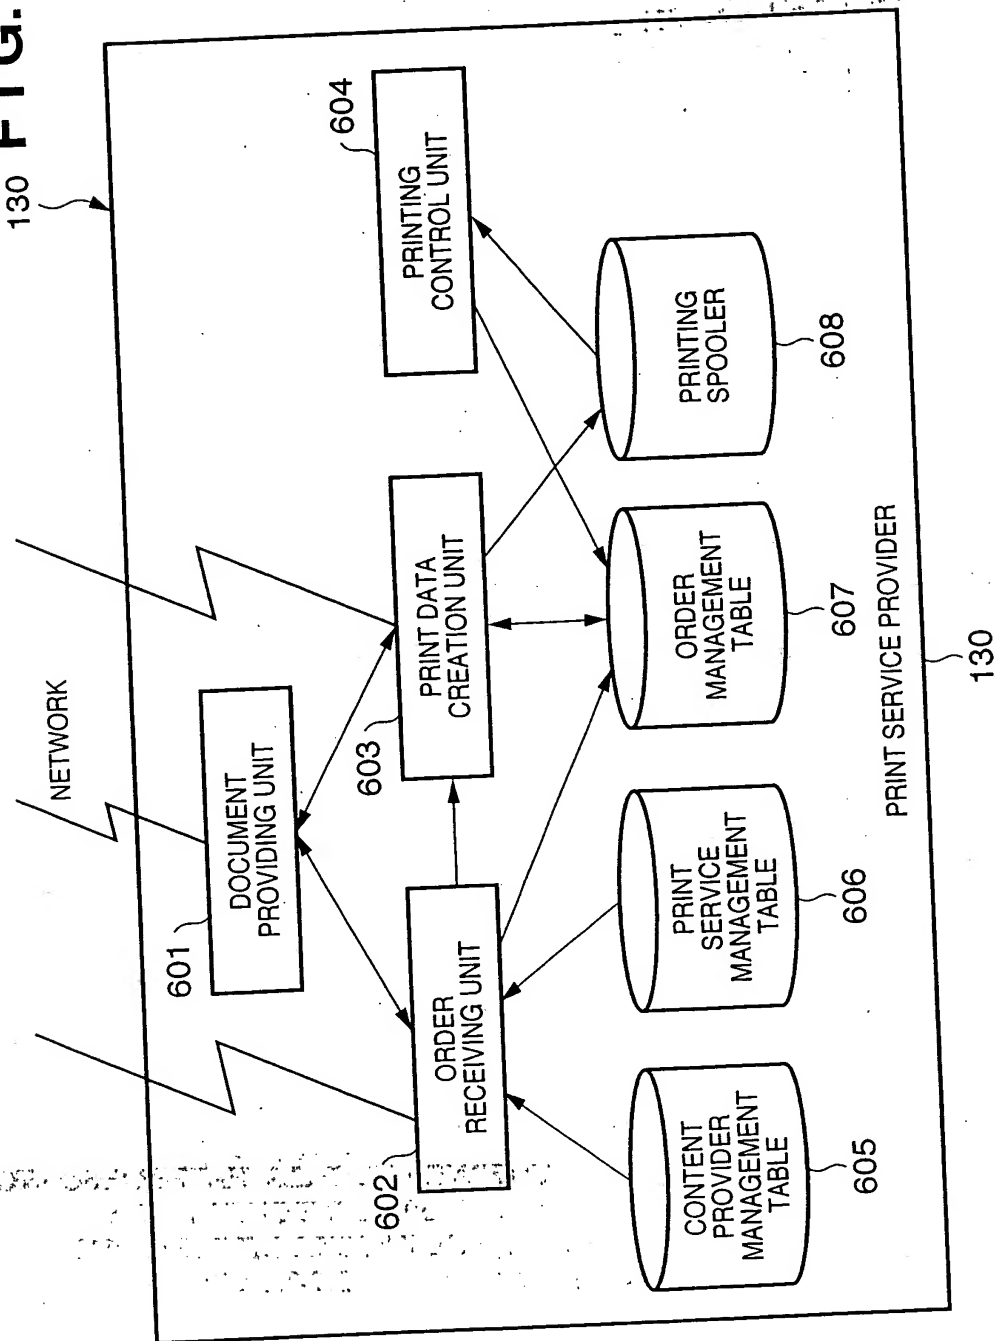 FIG.
130
NETWORK
601
DOCUMENT
PROVIDING UNIT
602
ORDER
RECEIVING UNIT
603
PRINT DATA
CREATION UNIT
604
PRINTING
CONTROL UNIT
CONTENT
PROVIDER
MANAGEMENT
TABLE
605
PRINT
SERVICE
MANAGEMENT
TABLE
606
ORDER
MANAGEMENT
TABLE
607
PRINTING
SPOOLER
608
PRINT SERVICE PROVIDER
130